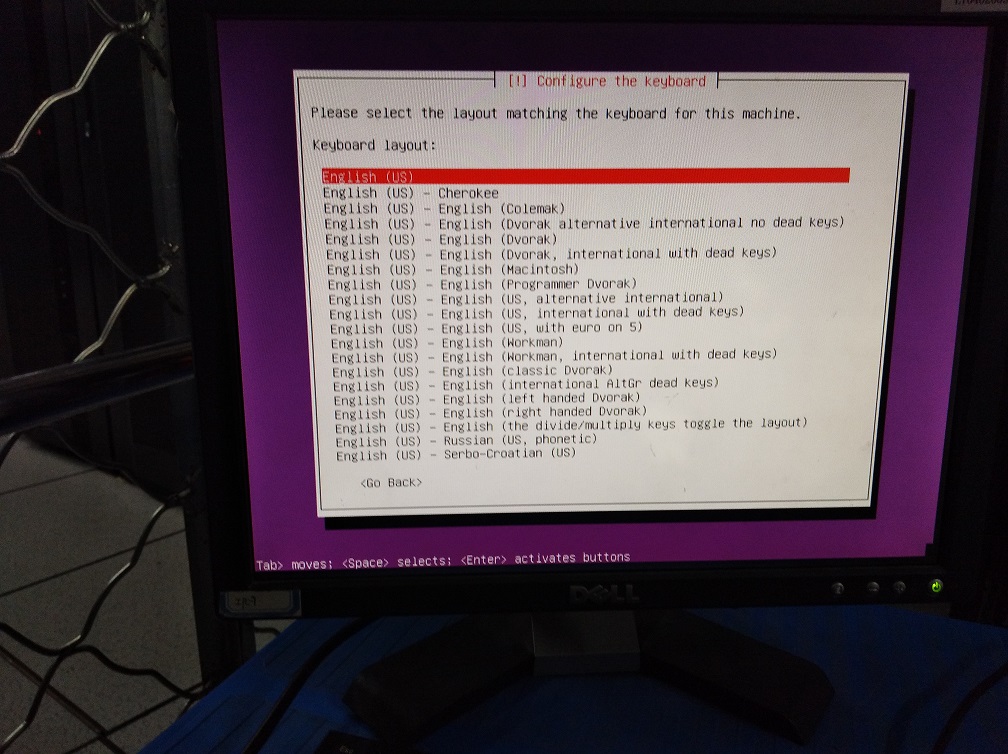 [!] Configure the keyboard
Please select the layout matching the keyboard for this machine.
Keyboard layout:
English (US)
English (US) - Cherokee
English (US) - English (Colemak)
English (US) - English (Dvorak alternative international no dead keys)
English (US) - English (Dvorak)
English (US) - English (Dvorak, international with dead keys)
English (US) - English (Macintosh)
English (US) - English (Programmer Dvorak)
English (US) - English (US, alternative international)
English (US) - English (US, international with dead keys)
English (US) - English (US, with euro on 5)
English (US) - English (Workman)
English (US) - English (Workman, international with dead keys)
English (US) - English (classic Dvorak)
English (US) - English (international AltGr dead keys)
English (US) - English (left handed Dvorak)
English (US) - English (right handed Dvorak)
English (US) - English (the divide/multiply keys toggle the layout)
English (US) - Russian (US, phonetic)
English (US) - Serbo-Croatian (US)
<Go Back>
Tab> moves; <Space> selects; <Enter> activates buttons
DELL